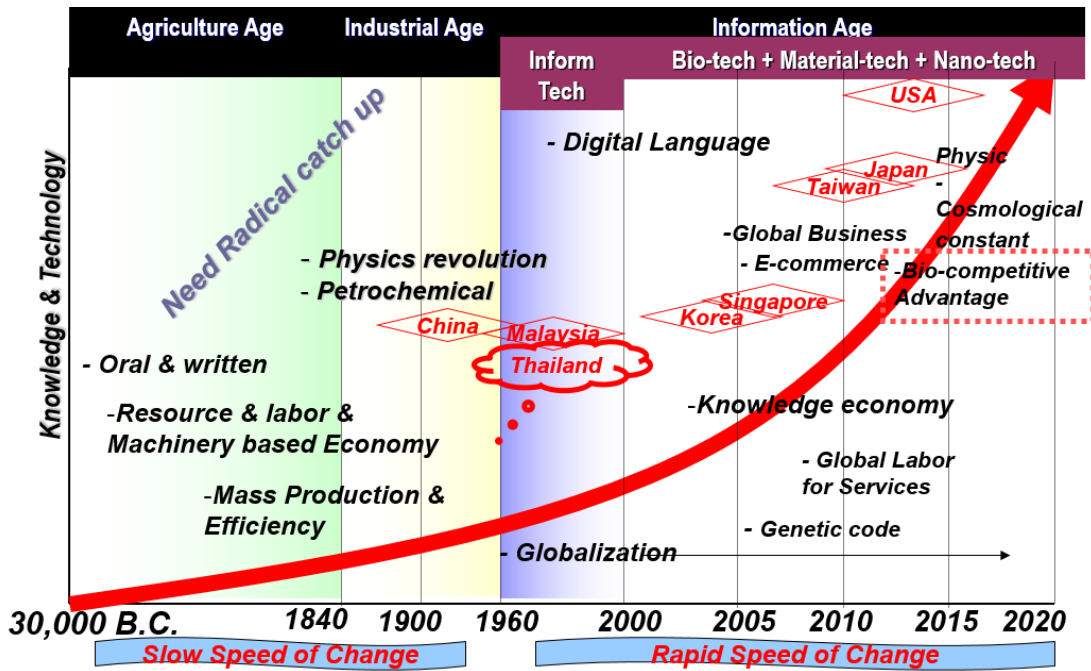 Agriculture Age
Industrial Age
Information Age
Inform
Tech
Bio-tech + Material-tech + Nano-tech
Knowledge & Technology
Need Radical catch up
USA
- Digital Language
Japan
Taiwan
Physic
-
Cosmological
constant
-Global Business
- E-commerce
- Physics revolution
- Petrochemical
-Bio-competitive
Advantage
China
Malaysia
Thailand
Korea
Singapore
- Oral & written
-Resource & labor &
Machinery based Economy
-Knowledge economy
- Global Labor
for Services
-Mass Production &
Efficiency
- Genetic code
- Globalization
30,000 B.C.
1840
1900
1960
2000
2005
2010
2015
2020
Slow Speed of Change
Rapid Speed of Change